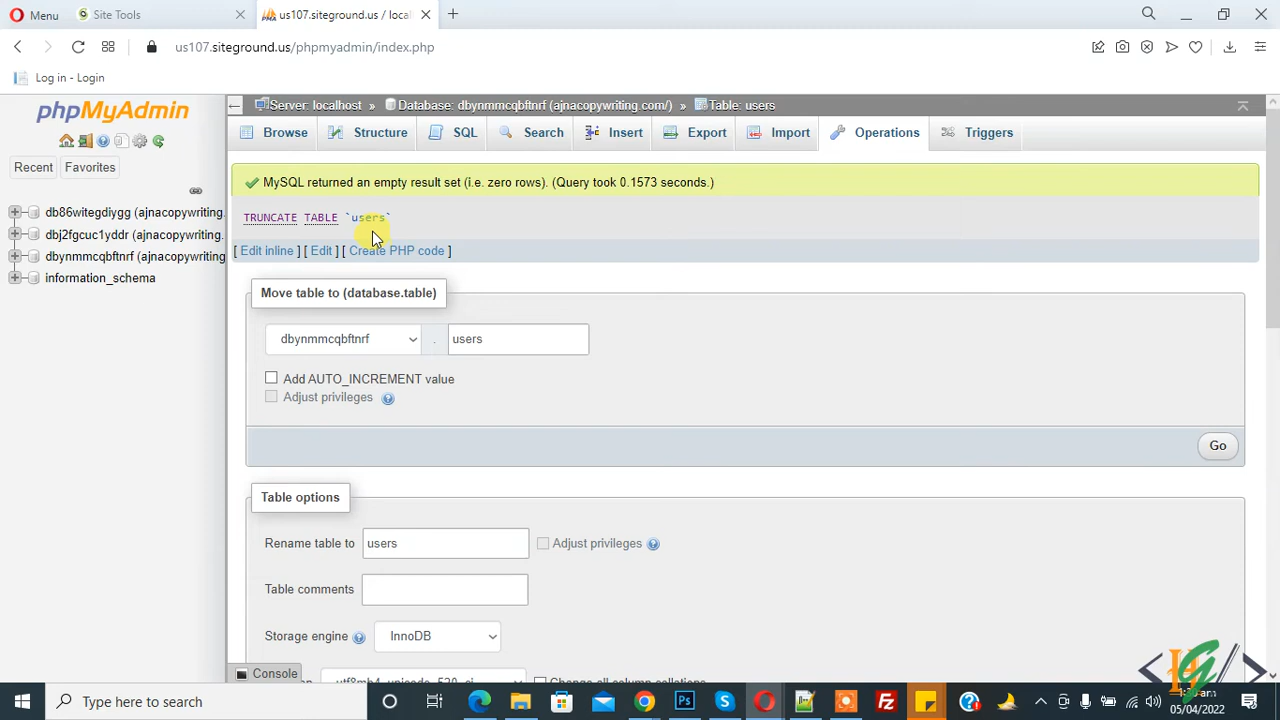 Menu
Site Tools
us107.siteground.us / local
us107.siteground.us/phpmyadmin/index.php
Log in - Login
phpMyAdmin
Recent
Favorites
db86witegdiygg (ajnacopywriting.
dbj2fgcuc1yddr (ajnacopywriting.
dbynmmcqbftnrf (ajnacopywriting
information_schema
Server: localhost » Database: dbynmmcqbftnrf (ajnacopywriting.com/) » Table: users
Browse Structure SQL Search Insert Export Import Operations Triggers
MySQL returned an empty result set (i.e. zero rows). (Query took 0.1573 seconds.)
TRUNCATE TABLE `users`
[ Edit inline ] [ Edit ] [ Create PHP code ]
Move table to (database.table)
dbynmmcqbftnrf . users
Add AUTO_INCREMENT value
Adjust privileges
Go
Table options
Rename table to users Adjust privileges
Table comments
Storage engine InnoDB
Console
Type here to search
05/04/2022